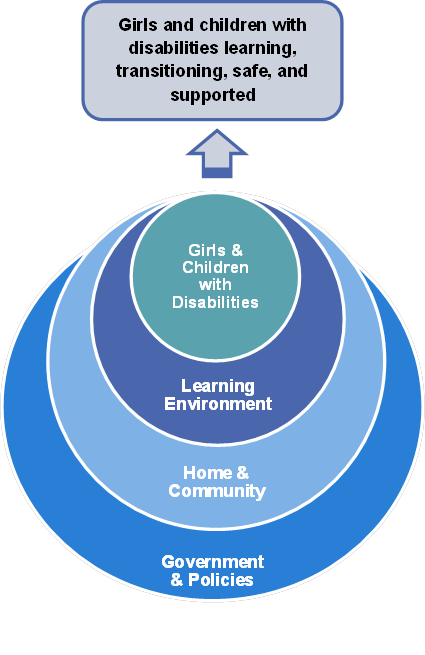 Girls and children with
disabilities learning,
transitioning, safe, and
supported
Girls &
Children
with
Disabilities
Learning
Environment
Home &
Community
Government
& Policies